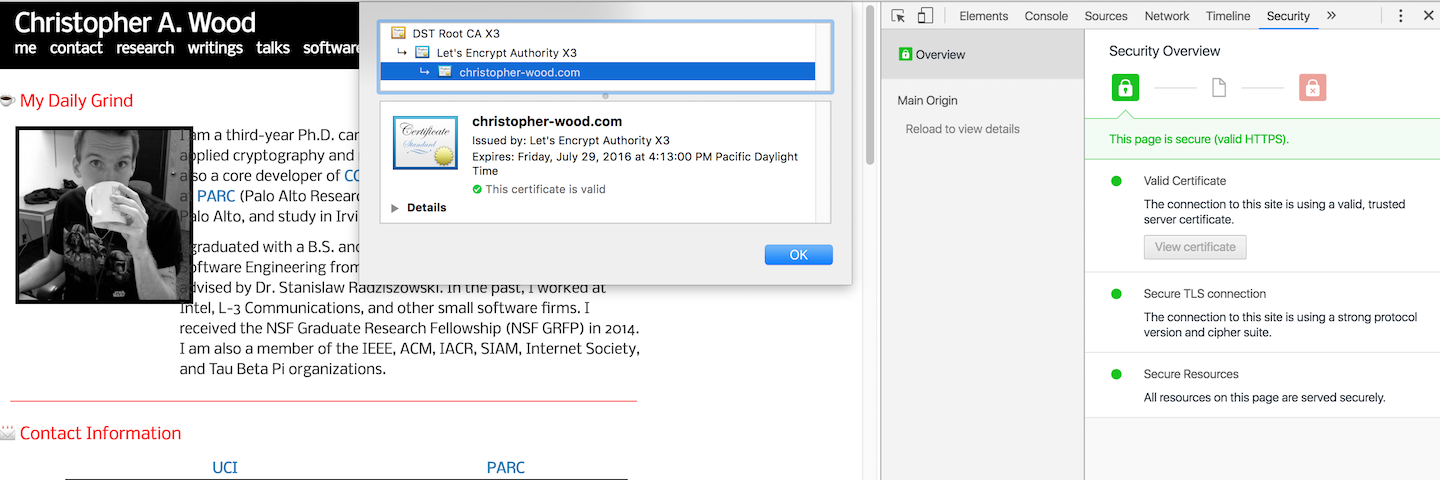 Christopher A. Wood
me contact research writings talks softwar
My Daily Grind
I am a third-year Ph.D. can
applied cryptography and
also a core developer of CC
at PARC (Palo Alto Resear
Palo Alto, and study in Irvi
I graduated with a B.S. and
Software Engineering from
advised by Dr. Stanislaw Radziszowski. In the past, I worked at
Intel, L-3 Communications, and other small software firms. I
received the NSF Graduate Research Fellowship (NSF GRFP) in 2014.
I am also a member of the IEEE, ACM, IACR, SIAM, Internet Society,
and Tau Beta Pi organizations.
Contact Information
UCI PARC
DST Root CA X3
Let's Encrypt Authority X3
christopher-wood.com
Certificate
Standard
christopher-wood.com
Issued by: Let's Encrypt Authority X3
Expires: Friday, July 29, 2016 at 4:13:00 PM Pacific Daylight
Time
This certificate is valid
Details
OK
Elements Console Sources Network Timeline Security
Overview
Main Origin
Reload to view details
Security Overview
This page is secure (valid HTTPS).
Valid Certificate
The connection to this site is using a valid, trusted
server certificate.
View certificate
Secure TLS connection
The connection to this site is using a strong protocol
version and cipher suite.
Secure Resources
All resources on this page are served securely.